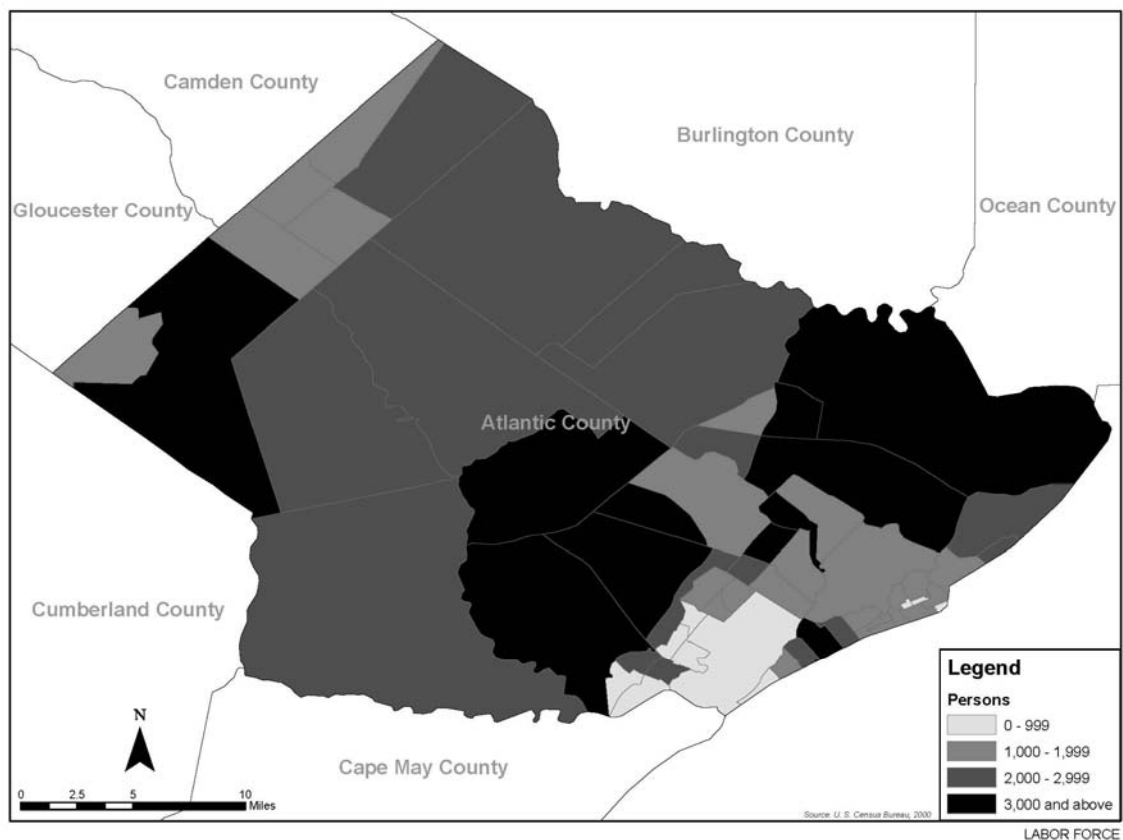 Camden County
Burlington County
Gloucester County
Ocean County
Atlantic County
Cumberland County
Cape May County
N
0 2.5 5 10
Miles
Legend
Persons
0 - 999
1,000 - 1,999
2,000 - 2,999
3,000 and above
Source: U. S. Census Bureau, 2000
LABOR FORCE